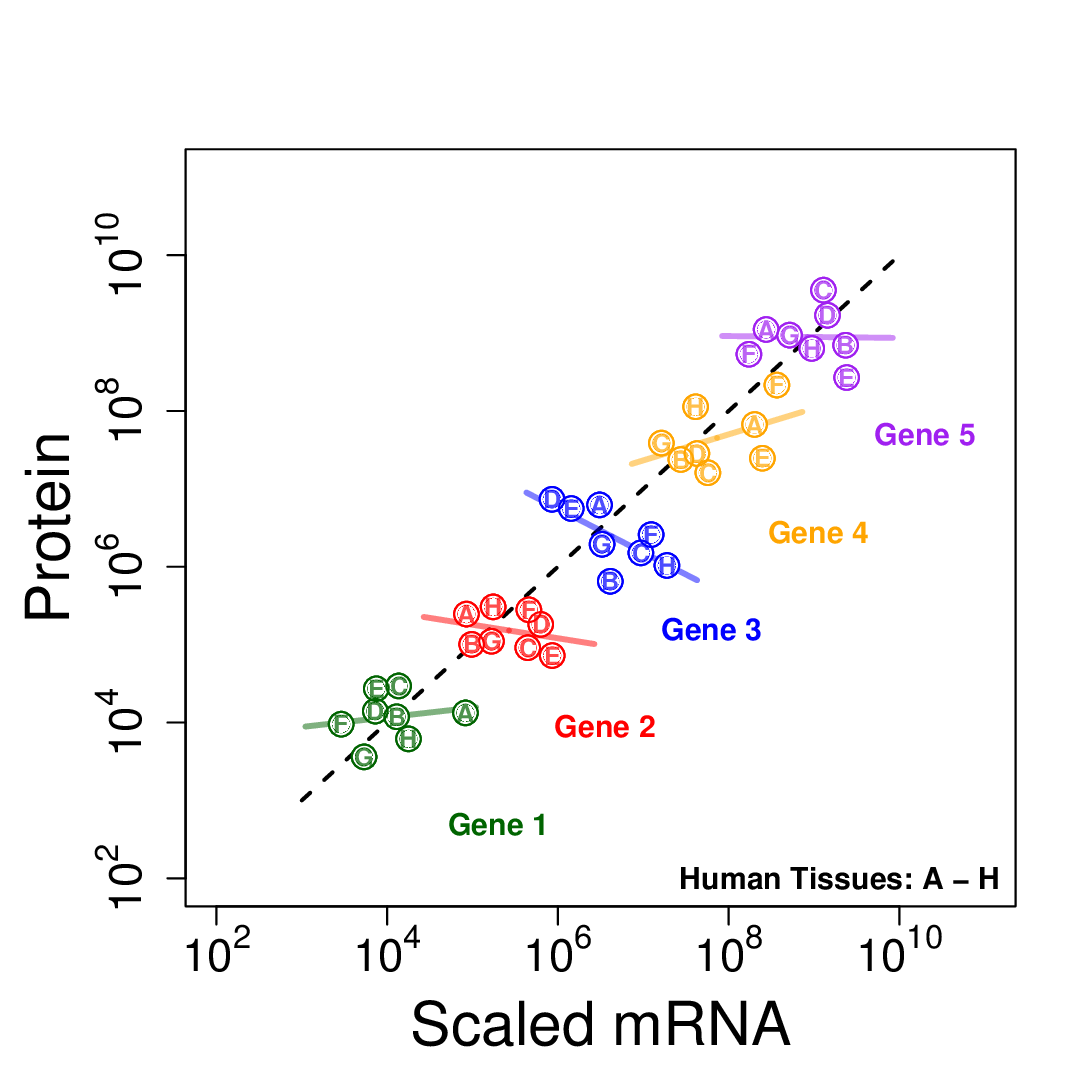 10^10
10^8
10^6
10^4
10^2
Protein
C
D
A
G
H
B
F
E
Gene 5
F
H
A
G
D
B
E
C
Gene 4
D
E
A
F
G
C
H
B
Gene 3
A
H
F
D
B
G
C
E
Gene 2
E
C
D
B
A
F
H
G
Gene 1
Human Tissues: A – H
10^2 10^4 10^6 10^8 10^10
Scaled mRNA